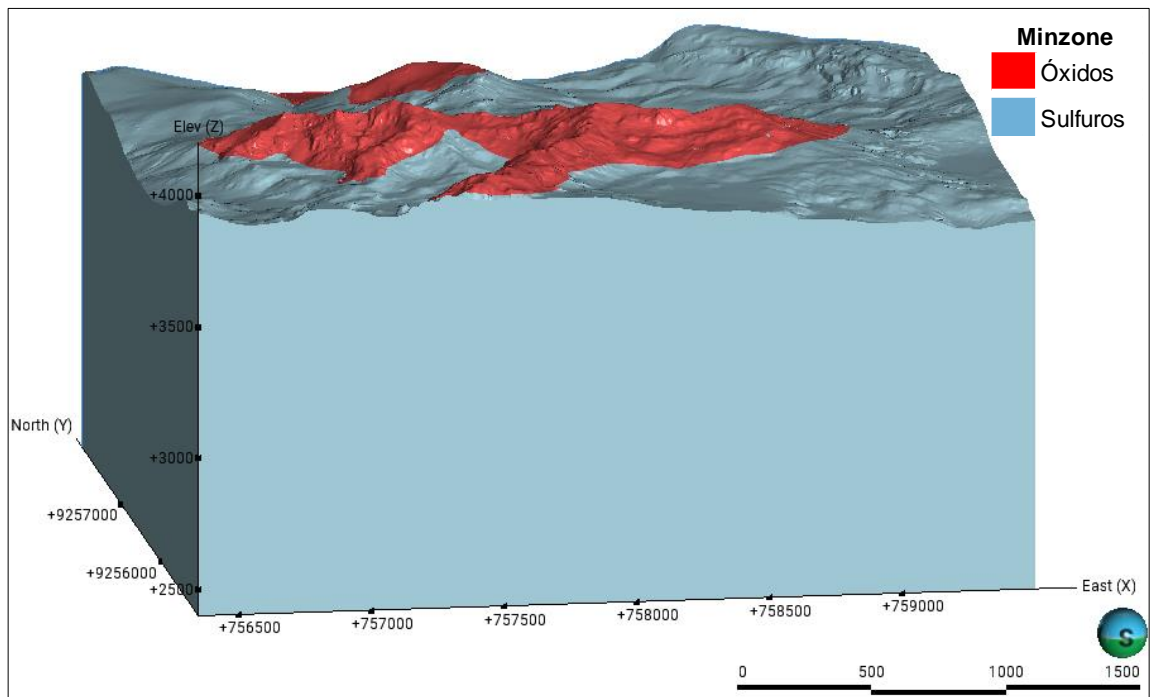 Minzone
Óxidos
Sulfuros
Elev (Z)
+4000
+3500
+3000
+2500
North (Y)
+9257000
+9256000
+756500
+757000
+757500
+758000
+758500
+759000
East (X)
S
0 500 1000 1500